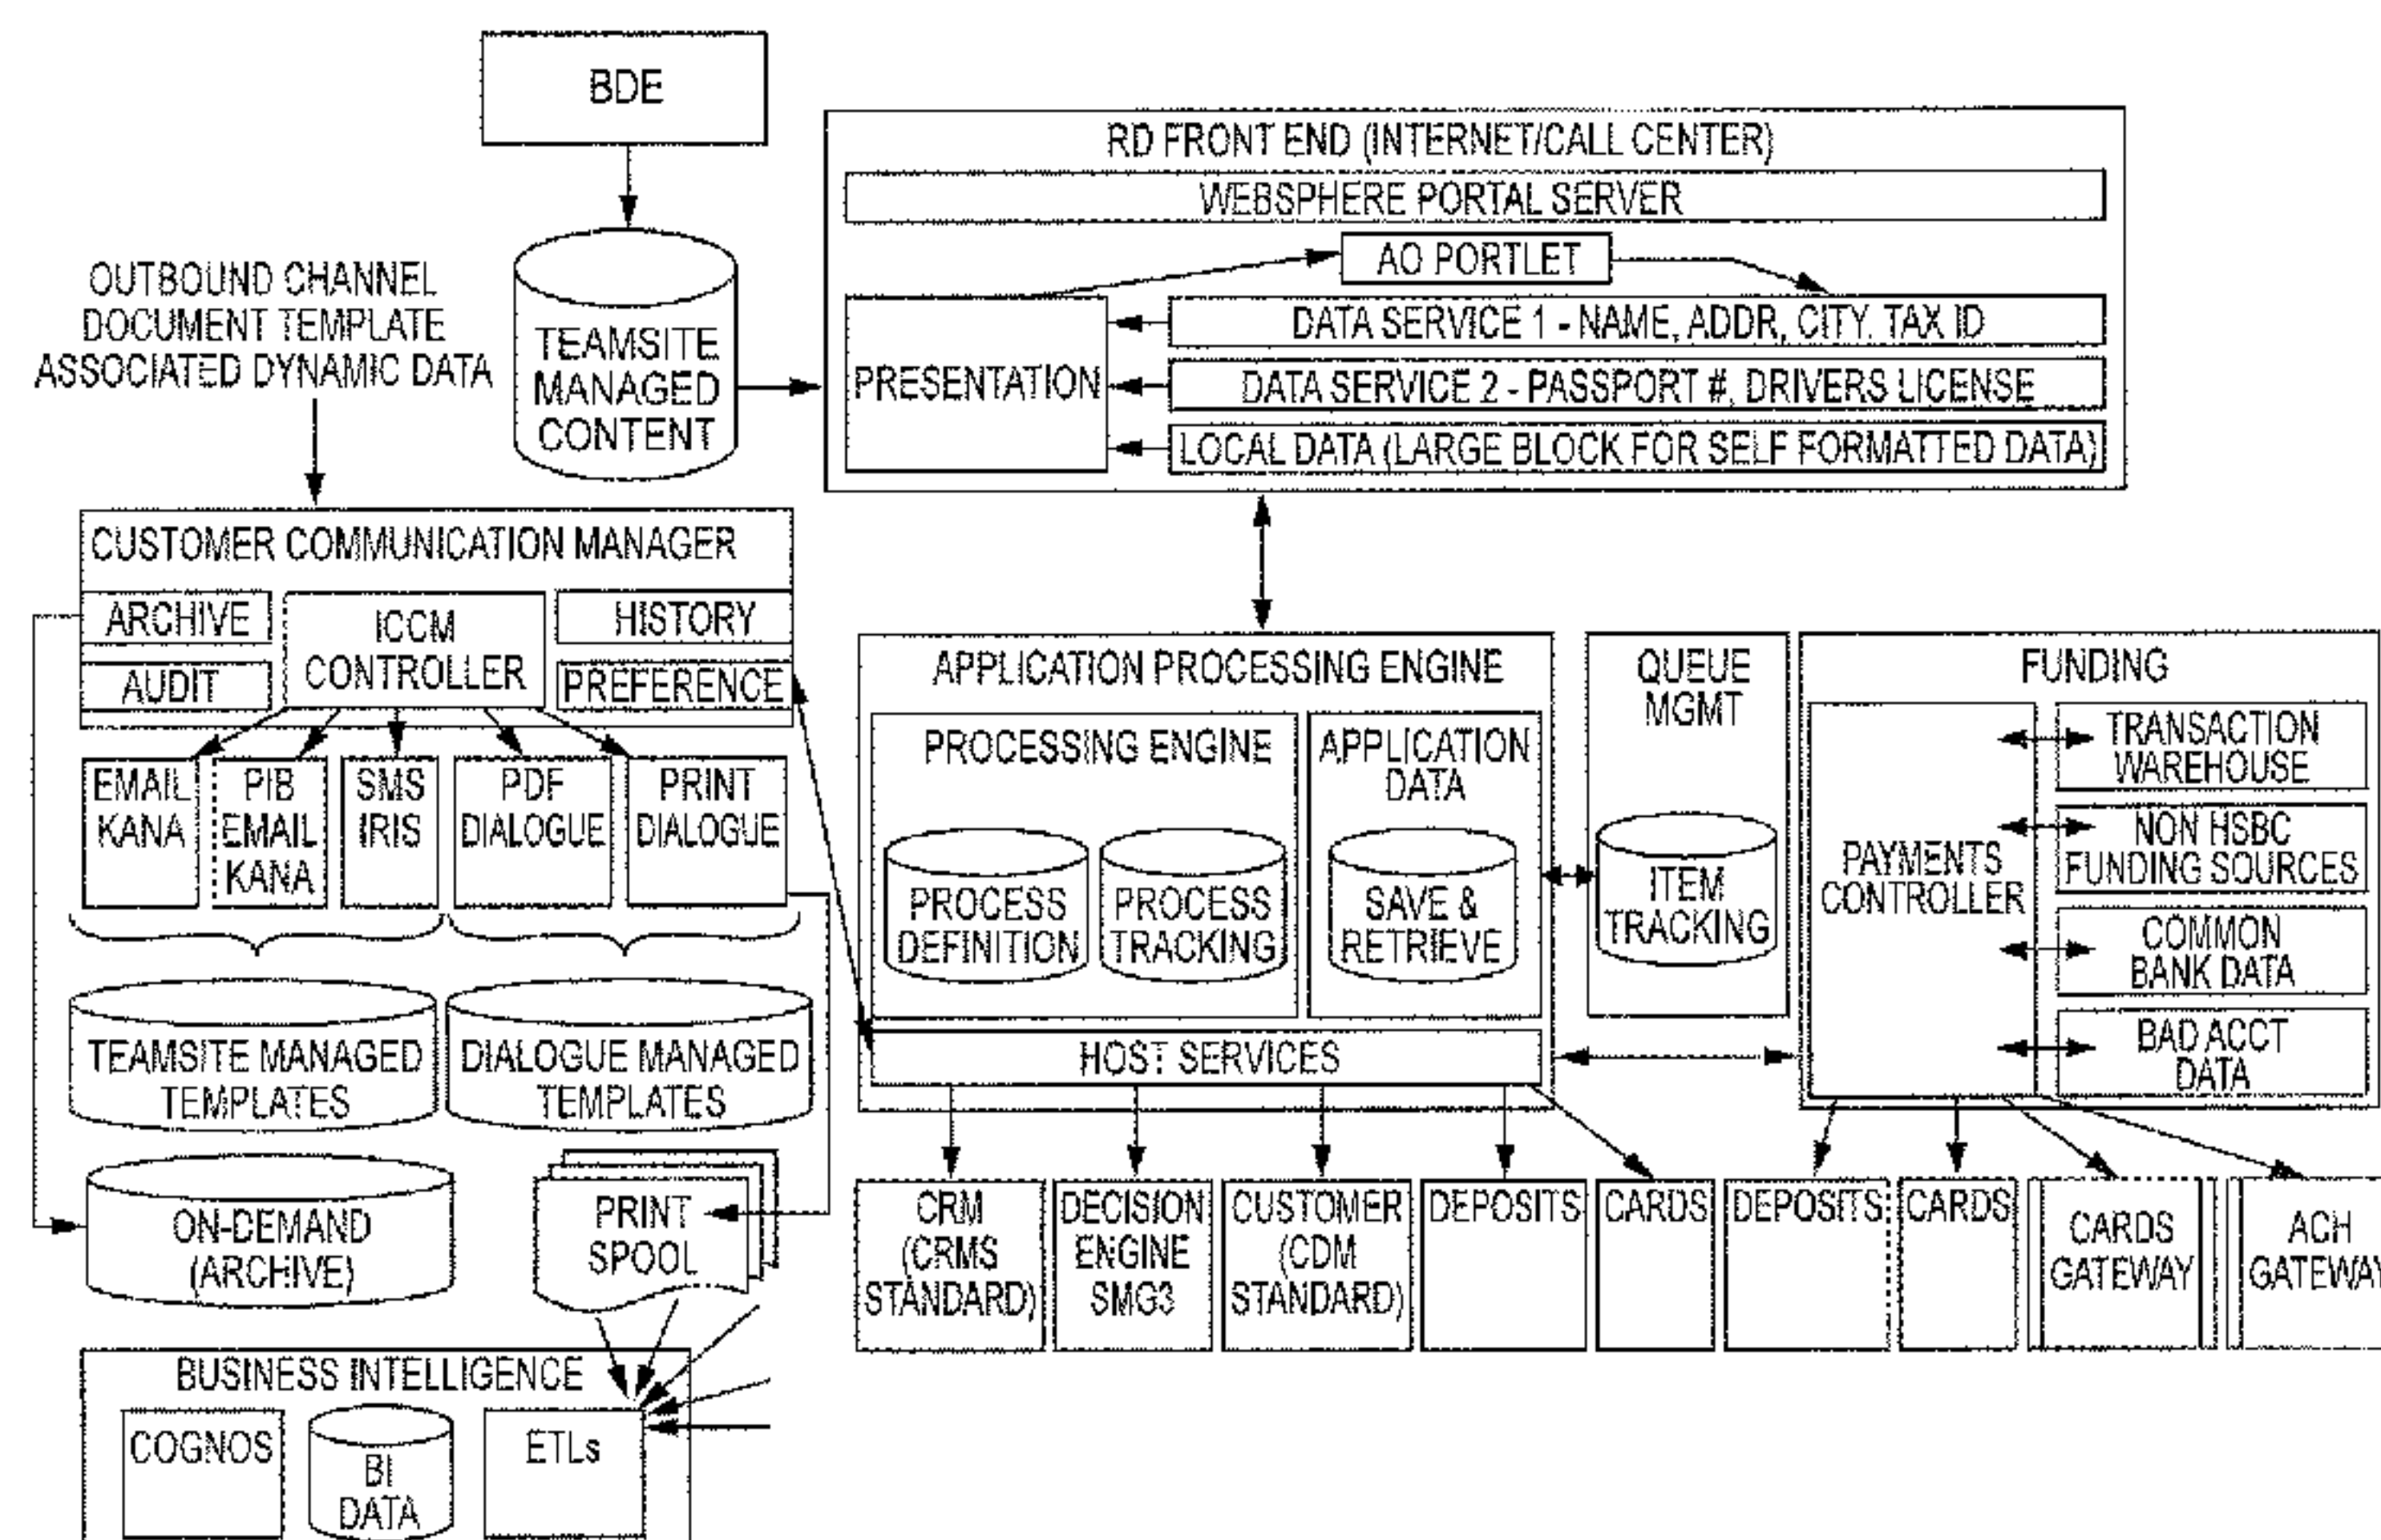 BDE
RD FRONT END (INTERNET/CALL CENTER)
WEBSPHERE PORTAL SERVER
AO PORTLET
PRESENTATION
DATA SERVICE 1 - NAME, ADDR, CITY. TAX ID
DATA SERVICE 2 - PASSPORT #, DRIVERS LICENSE
LOCAL DATA (LARGE BLOCK FOR SELF FORMATTED DATA)
TEAMSITE
MANAGED
CONTENT
OUTBOUND CHANNEL
DOCUMENT TEMPLATE
ASSOCIATED DYNAMIC DATA
CUSTOMER COMMUNICATION MANAGER
ARCHIVE
AUDIT
ICCM
CONTROLLER
HISTORY
PREFERENCE
EMAIL
KANA
PIB
EMAIL
KANA
SMS
IRIS
PDF
DIALOGUE
PRINT
DIALOGUE
TEAMSITE MANAGED
TEMPLATES
DIALOGUE MANAGED
TEMPLATES
ON-DEMAND
(ARCHIVE)
PRINT
SPOOL
BUSINESS INTELLIGENCE
COGNOS
BI
DATA
ETLs
APPLICATION PROCESSING ENGINE
PROCESSING ENGINE
PROCESS
DEFINITION
PROCESS
TRACKING
APPLICATION
DATA
SAVE &
RETRIEVE
HOST SERVICES
QUEUE
MGMT
ITEM
TRACKING
FUNDING
PAYMENTS
CONTROLLER
TRANSACTION
WAREHOUSE
NON HSBC
FUNDING SOURCES
COMMON
BANK DATA
BAD ACCT
DATA
CRM
(CRMS
STANDARD)
DECISION
ENGINE
SMG3
CUSTOMER
(CDM
STANDARD)
DEPOSITS
CARDS
DEPOSITS
CARDS
CARDS
GATEWAY
ACH
GATEWAY